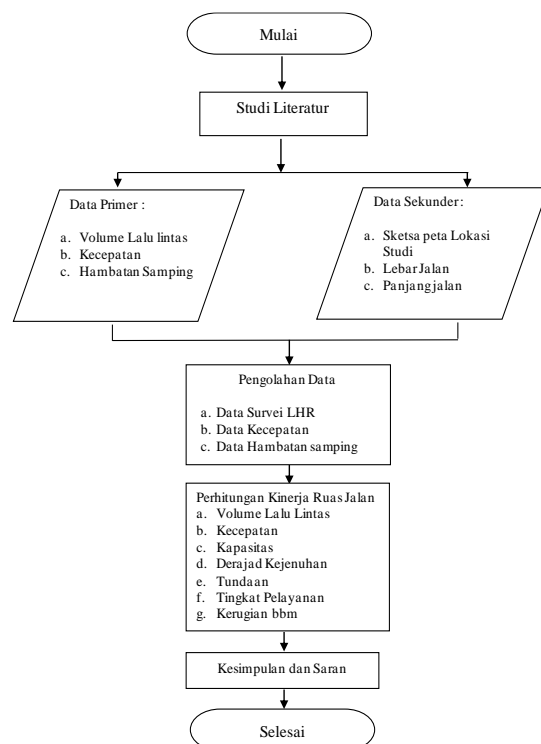 Mulai
Studi Literatur
Data Primer :
a. Volume Lalu lintas
b. Kecepatan
c. Hambatan Samping
Data Sekunder:
a. Sketsa peta Lokasi
Studi
b. Lebar Jalan
c. Panjang jalan
Pengolahan Data
a. Data Survei LHR
b. Data Kecepatan
c. Data Hambatan samping
Perhitungan Kinerja Ruas Jalan
a. Volume Lalu Lintas
b. Kecepatan
c. Kapasitas
d. Derajad Kejenuhan
e. Tundaan
f. Tingkat Pelayanan
g. Kerugian bbm
Kesimpulan dan Saran
Selesai